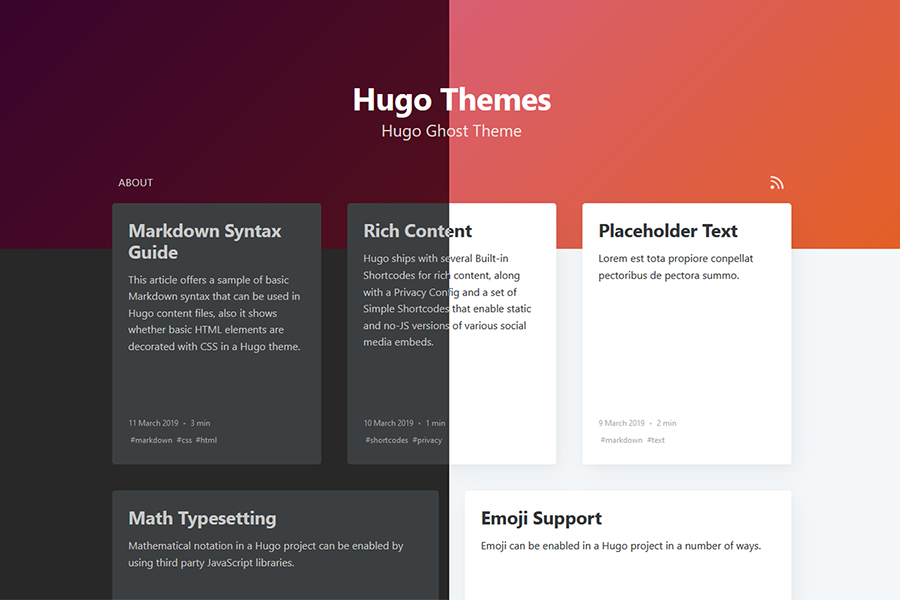 Hugo Themes
Hugo Ghost Theme
ABOUT
Markdown Syntax
Guide
This article offers a sample of basic
Markdown syntax that can be used in
Hugo content files, also it shows
whether basic HTML elements are
decorated with CSS in a Hugo theme.
11 March 2019 • 3 min
#markdown #css #html
Rich Content
Hugo ships with several Built-in
Shortcodes for rich content, along
with a Privacy Config and a set of
Simple Shortcodes that enable static
and no-JS versions of various social
media embeds.
10 March 2019 • 1 min
#shortcodes #privacy
Placeholder Text
Lorem est tota propiore conpellat
pectoribus de pectora summo.
9 March 2019 • 2 min
#markdown #text
Math Typesetting
Mathematical notation in a Hugo project can be enabled by
using third party JavaScript libraries.
Emoji Support
Emoji can be enabled in a Hugo project in a number of ways.